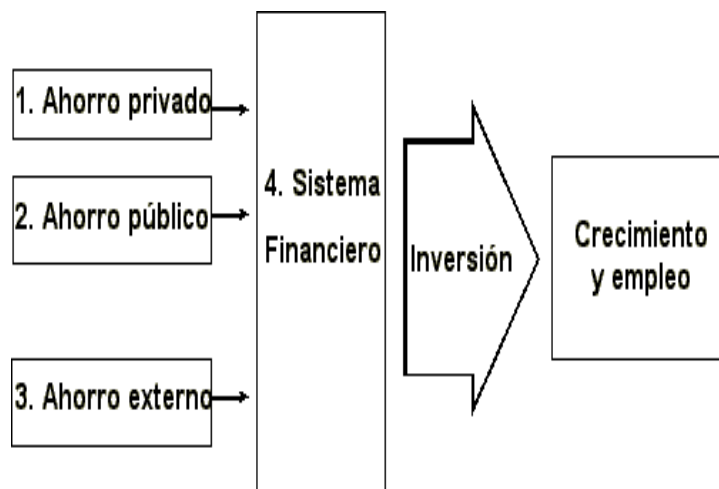 1. Ahorro privado
2. Ahorro público
3. Ahorro externo
4. Sistema
Financiero
Inversión
Crecimiento
y empleo